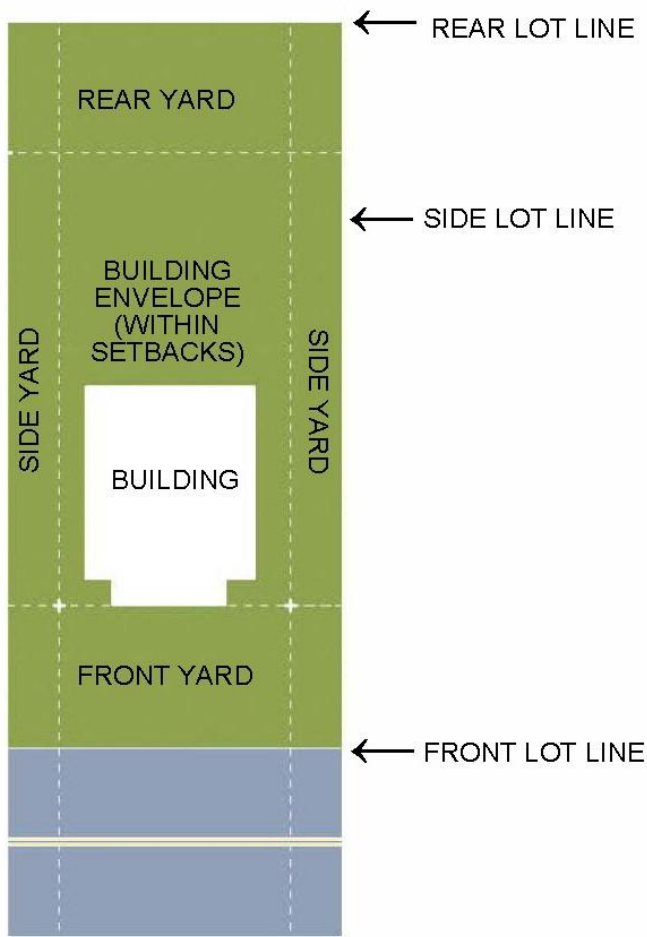 REAR LOT LINE
REAR YARD
SIDE LOT LINE
BUILDING
ENVELOPE
(WITHIN
SETBACKS)
SIDE YARD
SIDE YARD
BUILDING
FRONT YARD
FRONT LOT LINE